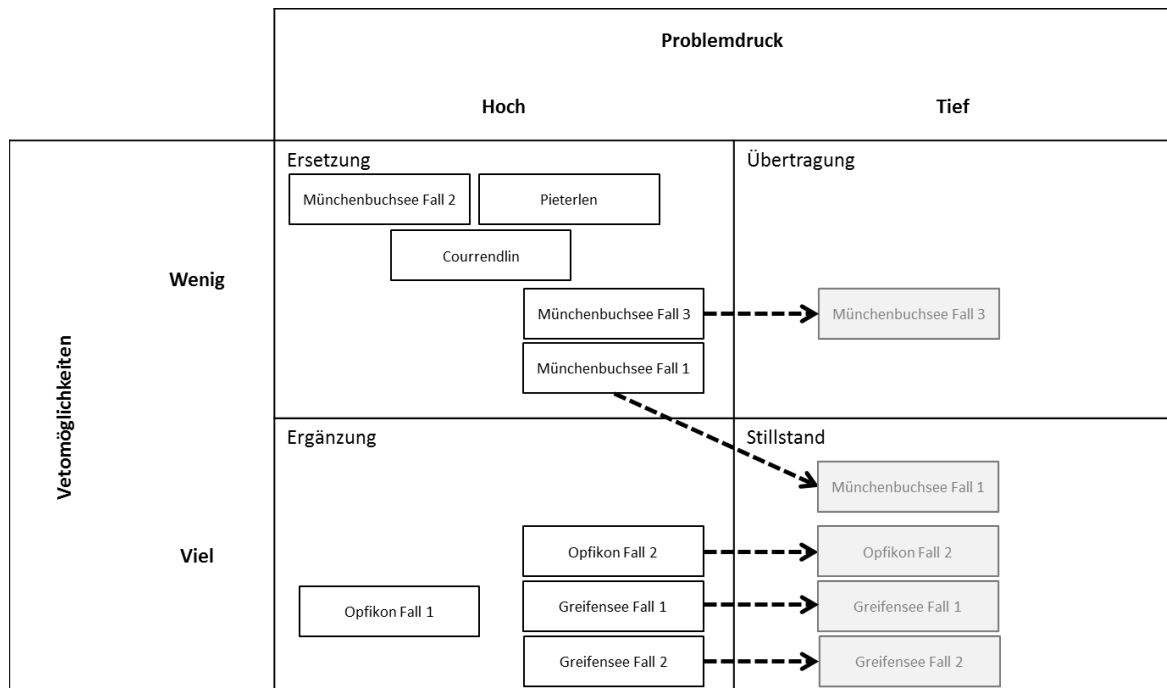 Problemdruck
Hoch
Tief
Vetomöglichkeiten
Wenig
Ersetzung
Münchenbuchsee Fall 2
Pieterlen
Courrendlin
Münchenbuchsee Fall 3
Münchenbuchsee Fall 1
Übertragung
Münchenbuchsee Fall 3
Viel
Ergänzung
Opfikon Fall 2
Opfikon Fall 1
Greifensee Fall 1
Greifensee Fall 2
Stillstand
Münchenbuchsee Fall 1
Opfikon Fall 2
Greifensee Fall 1
Greifensee Fall 2